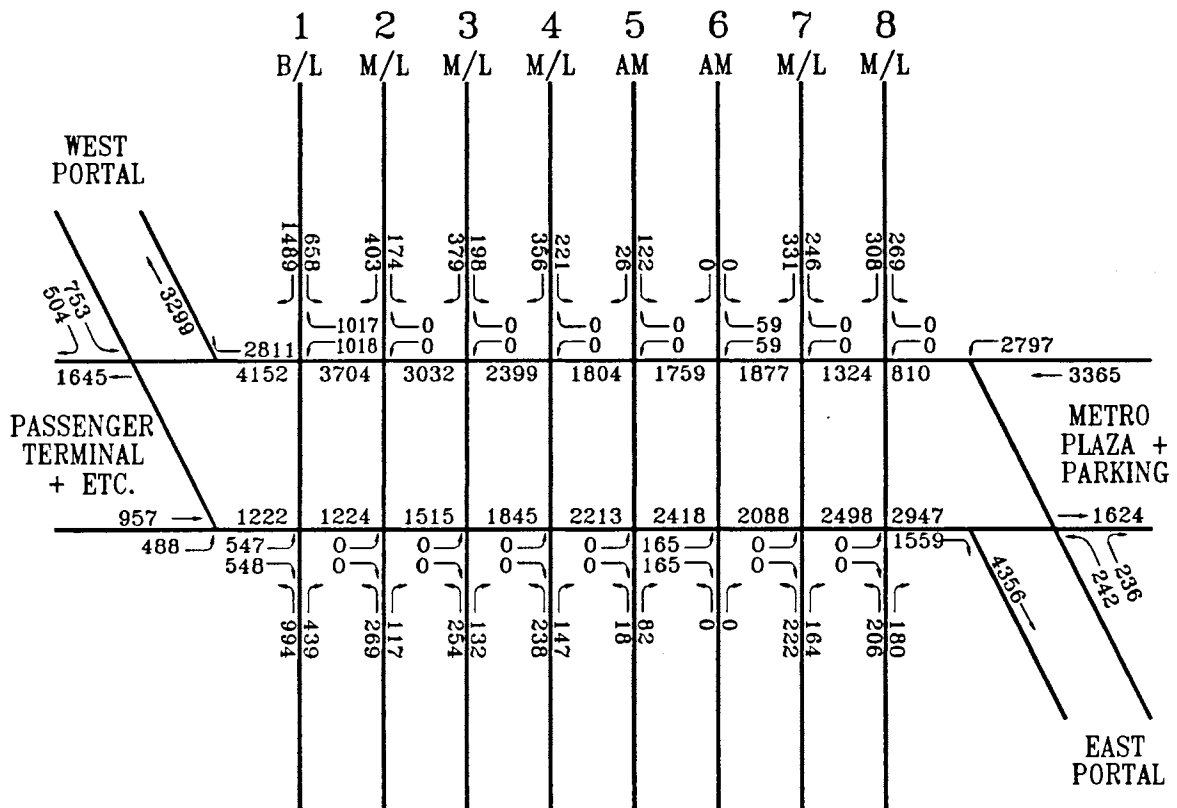 1 2 3 4 5 6 7 8
B/L M/L M/L M/L AM AM M/L M/L
WEST
PORTAL
1489 658 403 174 379 198 356 221 26 122 0 0 331 246 308 269
753
504
3299
1017 0 0 0 0 59 0 0
2811 1018 0 0 0 0 59 0 0 2797
1645 4152 3704 3032 2399 1804 1759 1877 1324 810 3365
PASSENGER
TERMINAL
+ ETC.
METRO
PLAZA +
PARKING
957 1222 1224 1515 1845 2213 2418 2088 2498 2947 1624
488 547 0 0 0 165 0 0 1559
548 0 0 0 165 0 0
4356
242
236
994 439 269 117 254 132 238 147 18 82 0 0 222 164 206 180
EAST
PORTAL